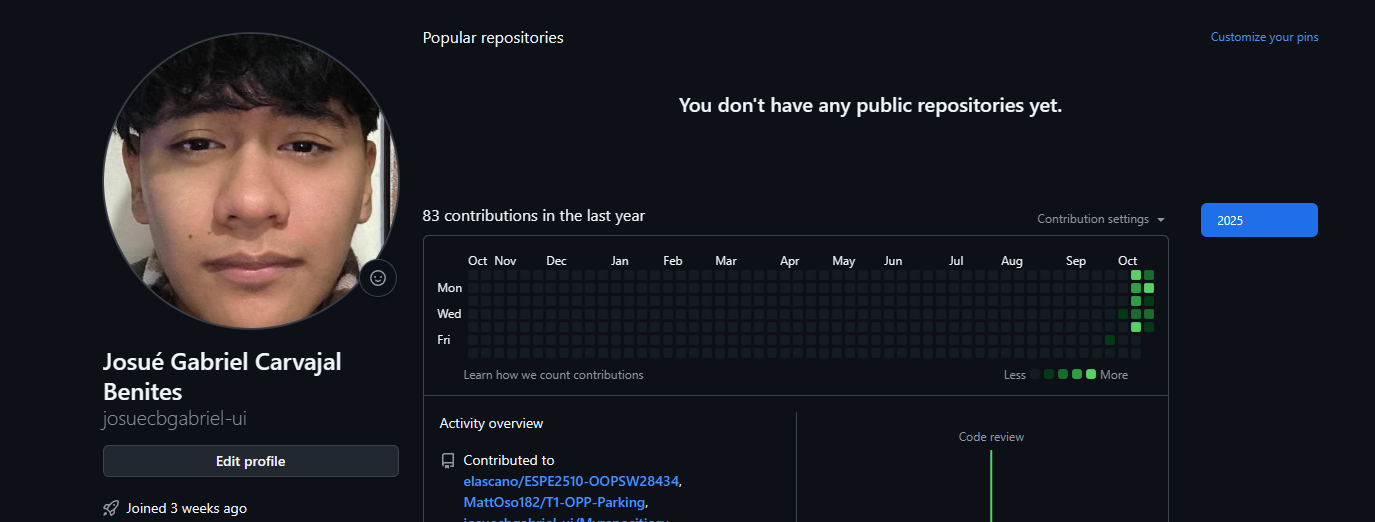 Popular repositories
Customize your pins
You don't have any public repositories yet.
83 contributions in the last year
Contribution settings
2025
Oct Nov Dec Jan Feb Mar Apr May Jun Jul Aug Sep Oct
Mon
Wed
Fri
Learn how we count contributions
Less More
Josué Gabriel Carvajal
Benites
josuecbgabriel-ui
Edit profile
Joined 3 weeks ago
Activity overview
Contributed to
elascano/ESPE2510-OOPSW28434,
MattOso182/T1-OPP-Parking,
Code review